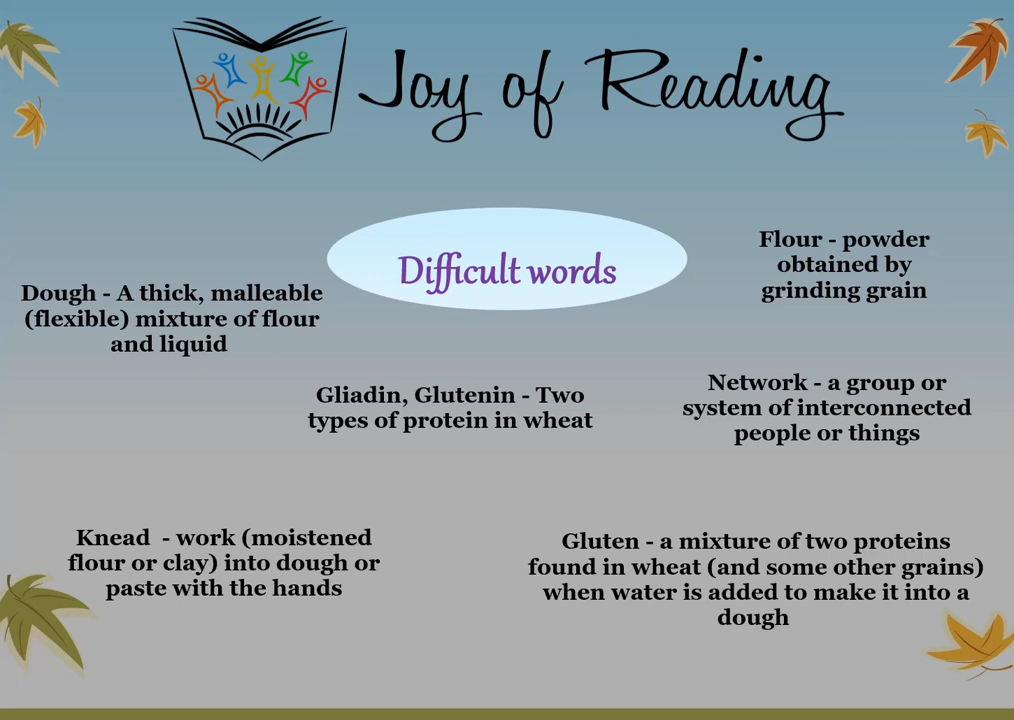 Joy of Reading
Difficult words
Flour - powder
obtained by
grinding grain
Dough - A thick, malleable
(flexible) mixture of flour
and liquid
Gliadin, Glutenin - Two
types of protein in wheat
Network - a group or
system of interconnected
people or things
Knead - work (moistened
flour or clay) into dough or
paste with the hands
Gluten - a mixture of two proteins
found in wheat (and some other grains)
when water is added to make it into a
dough